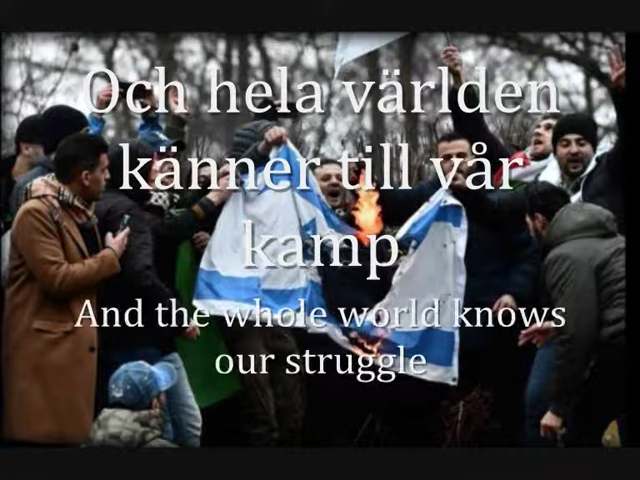 Och hela världen
känner till vår
kamp
And the whole world knows
our struggle